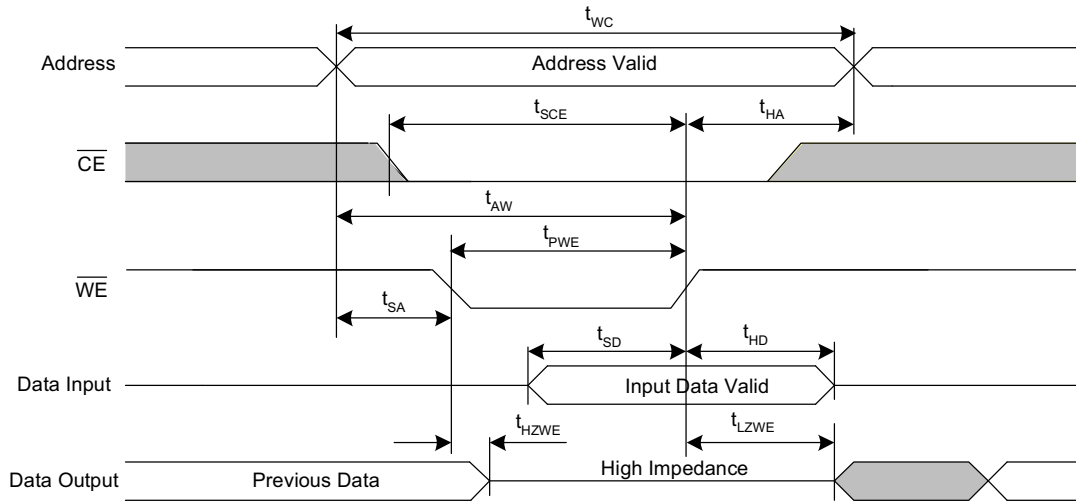 tWC
Address
Address Valid
tSCE
tHA
CE
tAW
tPWE
WE
tSA
tSD
tHD
Data Input
Input Data Valid
tHZWE
tLZWE
Data Output
Previous Data
High Impedance